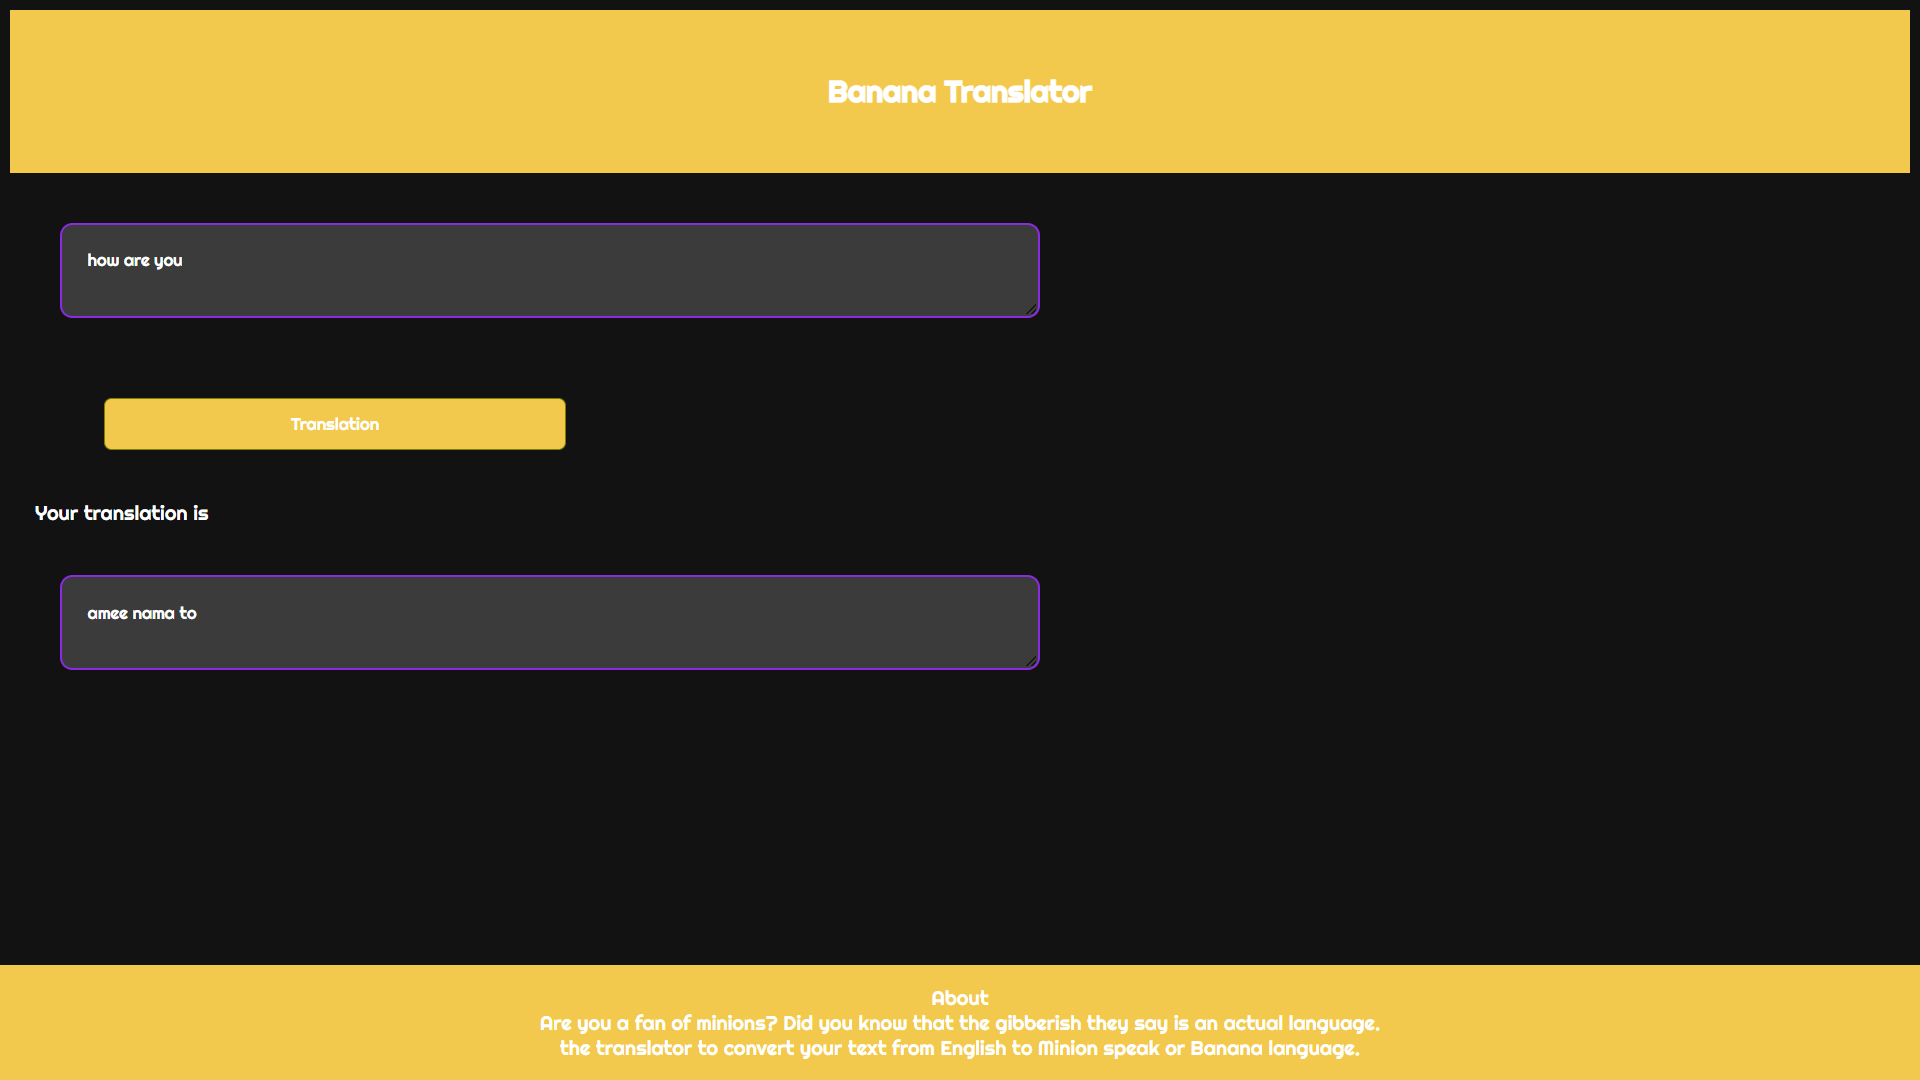 Banana Translator
how are you
Translation
Your translation is
amee nama to
About
Are you a fan of minions? Did you know that the gibberish they say is an actual language.
the translator to convert your text from English to Minion speak or Banana language.